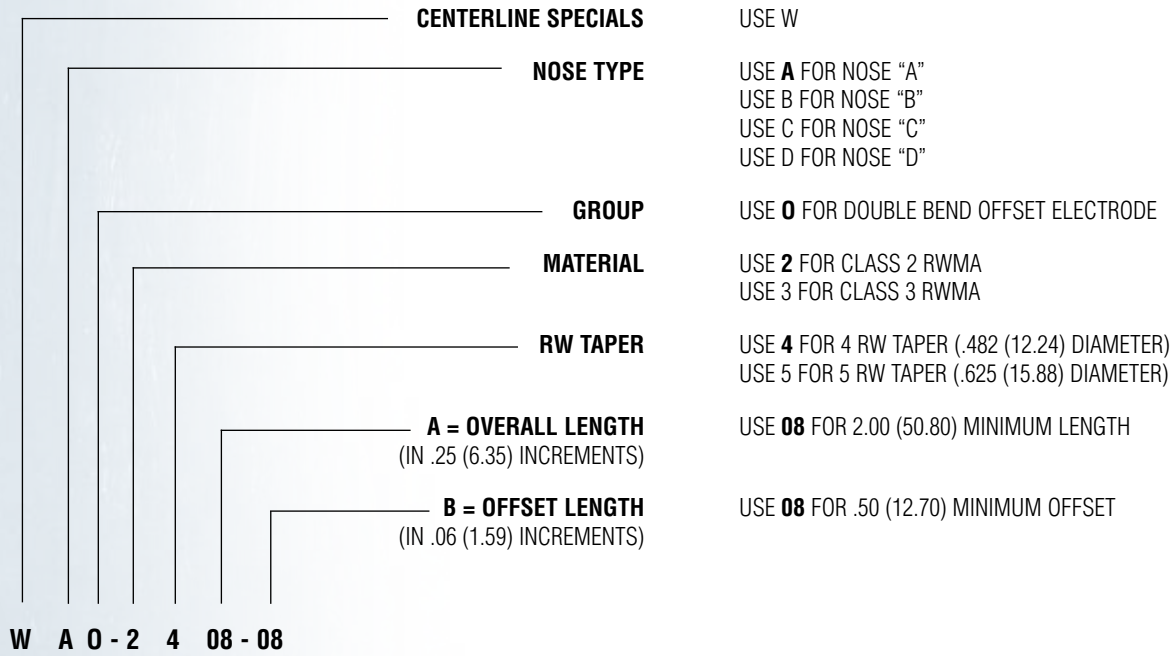 CENTERLINE SPECIALS USE W
NOSE TYPE USE A FOR NOSE “A”
USE B FOR NOSE “B”
USE C FOR NOSE “C”
USE D FOR NOSE “D”
GROUP USE O FOR DOUBLE BEND OFFSET ELECTRODE
MATERIAL USE 2 FOR CLASS 2 RWMA
USE 3 FOR CLASS 3 RWMA
RW TAPER USE 4 FOR 4 RW TAPER (.482 (12.24) DIAMETER)
USE 5 FOR 5 RW TAPER (.625 (15.88) DIAMETER)
A = OVERALL LENGTH USE 08 FOR 2.00 (50.80) MINIMUM LENGTH
(IN .25 (6.35) INCREMENTS)
B = OFFSET LENGTH USE 08 FOR .50 (12.70) MINIMUM OFFSET
(IN .06 (1.59) INCREMENTS)
W A O - 2 4 08 - 08